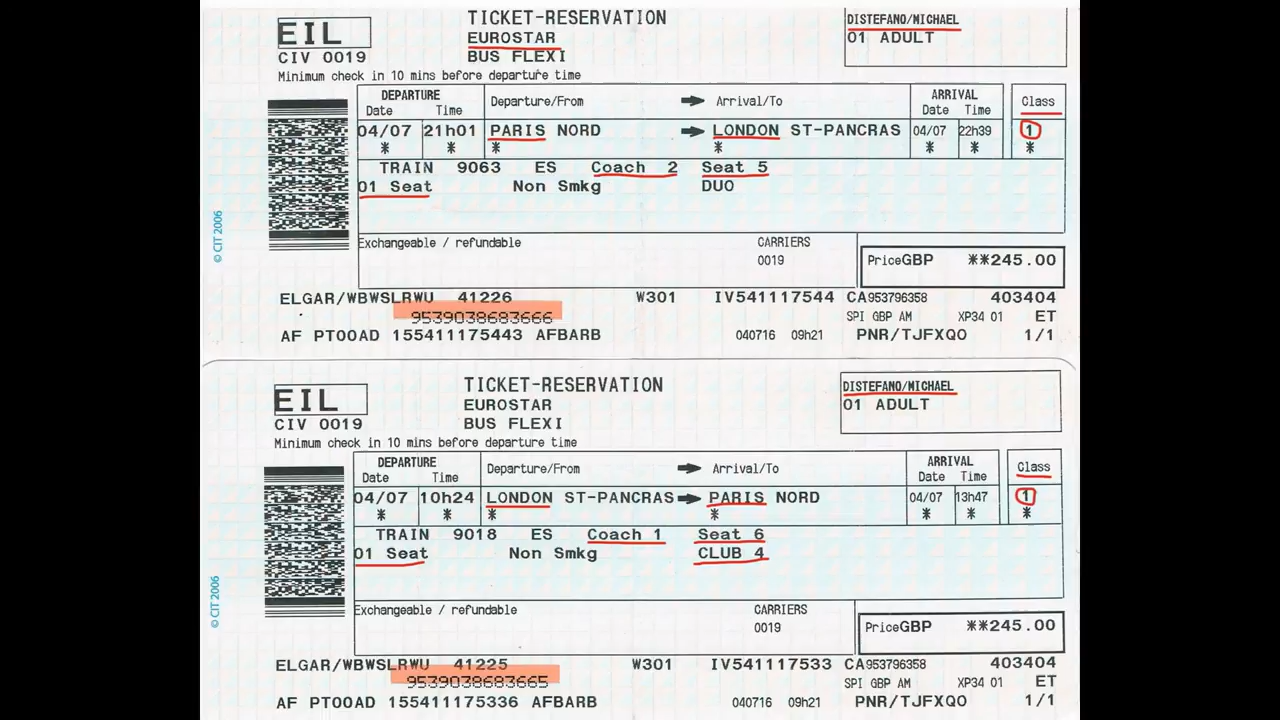 EIL
TICKET-RESERVATION
DISTEFANO/MICHAEL
EUROSTAR
01 ADULT
CIV 0019
BUS FLEXI
Minimum check in 10 mins before departure time
DEPARTURE
Date Time
Departure/From → Arrival/To
ARRIVAL
Date Time
Class
04/07 21h01 PARIS NORD → LONDON ST-PANCRAS 04/07 22h39 1
* * * * * * *
TRAIN 9063 ES Coach 2 Seat 5
01 Seat Non Smkg DUO
© CIT 2006
Exchangeable / refundable
CARRIERS
0019
PriceGBP **245.00
ELGAR/WBWSLRWU 41226 W301 IV541117544 CA953796358 403404
9539038683666 SPI GBP AM XP34 01 ET
AF PT00AD 155411175443 AFBARB 040716 09h21 PNR/TJFXQO 1/1
EIL
TICKET-RESERVATION
DISTEFANO/MICHAEL
EUROSTAR
01 ADULT
CIV 0019
BUS FLEXI
Minimum check in 10 mins before departure time
DEPARTURE
Date Time
Departure/From → Arrival/To
ARRIVAL
Date Time
Class
04/07 10h24 LONDON ST-PANCRAS → PARIS NORD 04/07 13h47 1
* * * * * * *
TRAIN 9018 ES Coach 1 Seat 6
01 Seat Non Smkg CLUB 4
© CIT 2006
Exchangeable / refundable
CARRIERS
0019
PriceGBP **245.00
ELGAR/WBWSLRWU 41225 W301 IV541117533 CA953796358 403404
9539038683665 SPI GBP AM XP34 01 ET
AF PT00AD 155411175336 AFBARB 040716 09h21 PNR/TJFXQO 1/1